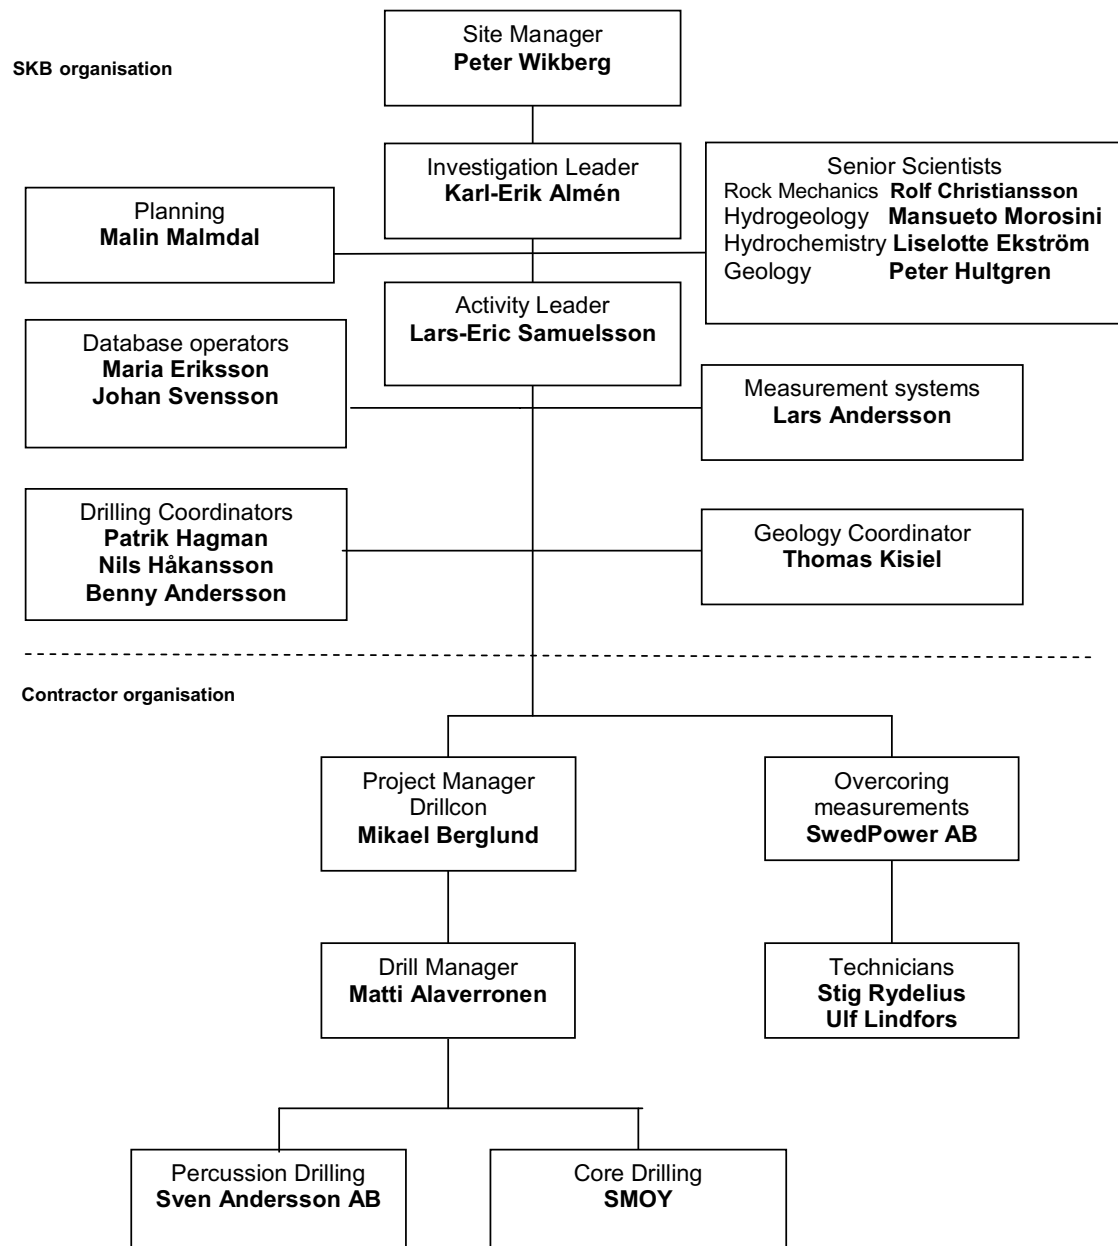 Site Manager
Peter Wikberg
SKB organisation
Investigation Leader
Karl-Erik Almén
Senior Scientists
Rock Mechanics Rolf Christiansson
Hydrogeology Mansueto Morosini
Hydrochemistry Liselotte Ekström
Geology Peter Hultgren
Planning
Malin Malmdal
Activity Leader
Lars-Eric Samuelsson
Database operators
Maria Eriksson
Johan Svensson
Measurement systems
Lars Andersson
Drilling Coordinators
Patrik Hagman
Nils Håkansson
Benny Andersson
Geology Coordinator
Thomas Kisiel
Contractor organisation
Project Manager
Drillcon
Mikael Berglund
Overcoring
measurements
SwedPower AB
Drill Manager
Matti Alaverronen
Technicians
Stig Rydelius
Ulf Lindfors
Percussion Drilling
Sven Andersson AB
Core Drilling
SMOY